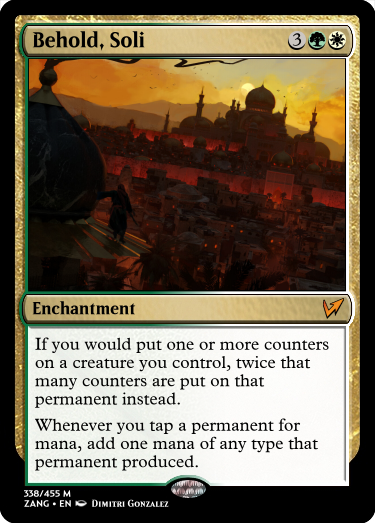 Behold, Soli 3
Enchantment
If you would put one or more counters
on a creature you control, twice that
many counters are put on that
permanent instead.
Whenever you tap a permanent for
mana, add one mana of any type that
permanent produced.
338/455 M
ZANG • EN Dimitri Gonzalez